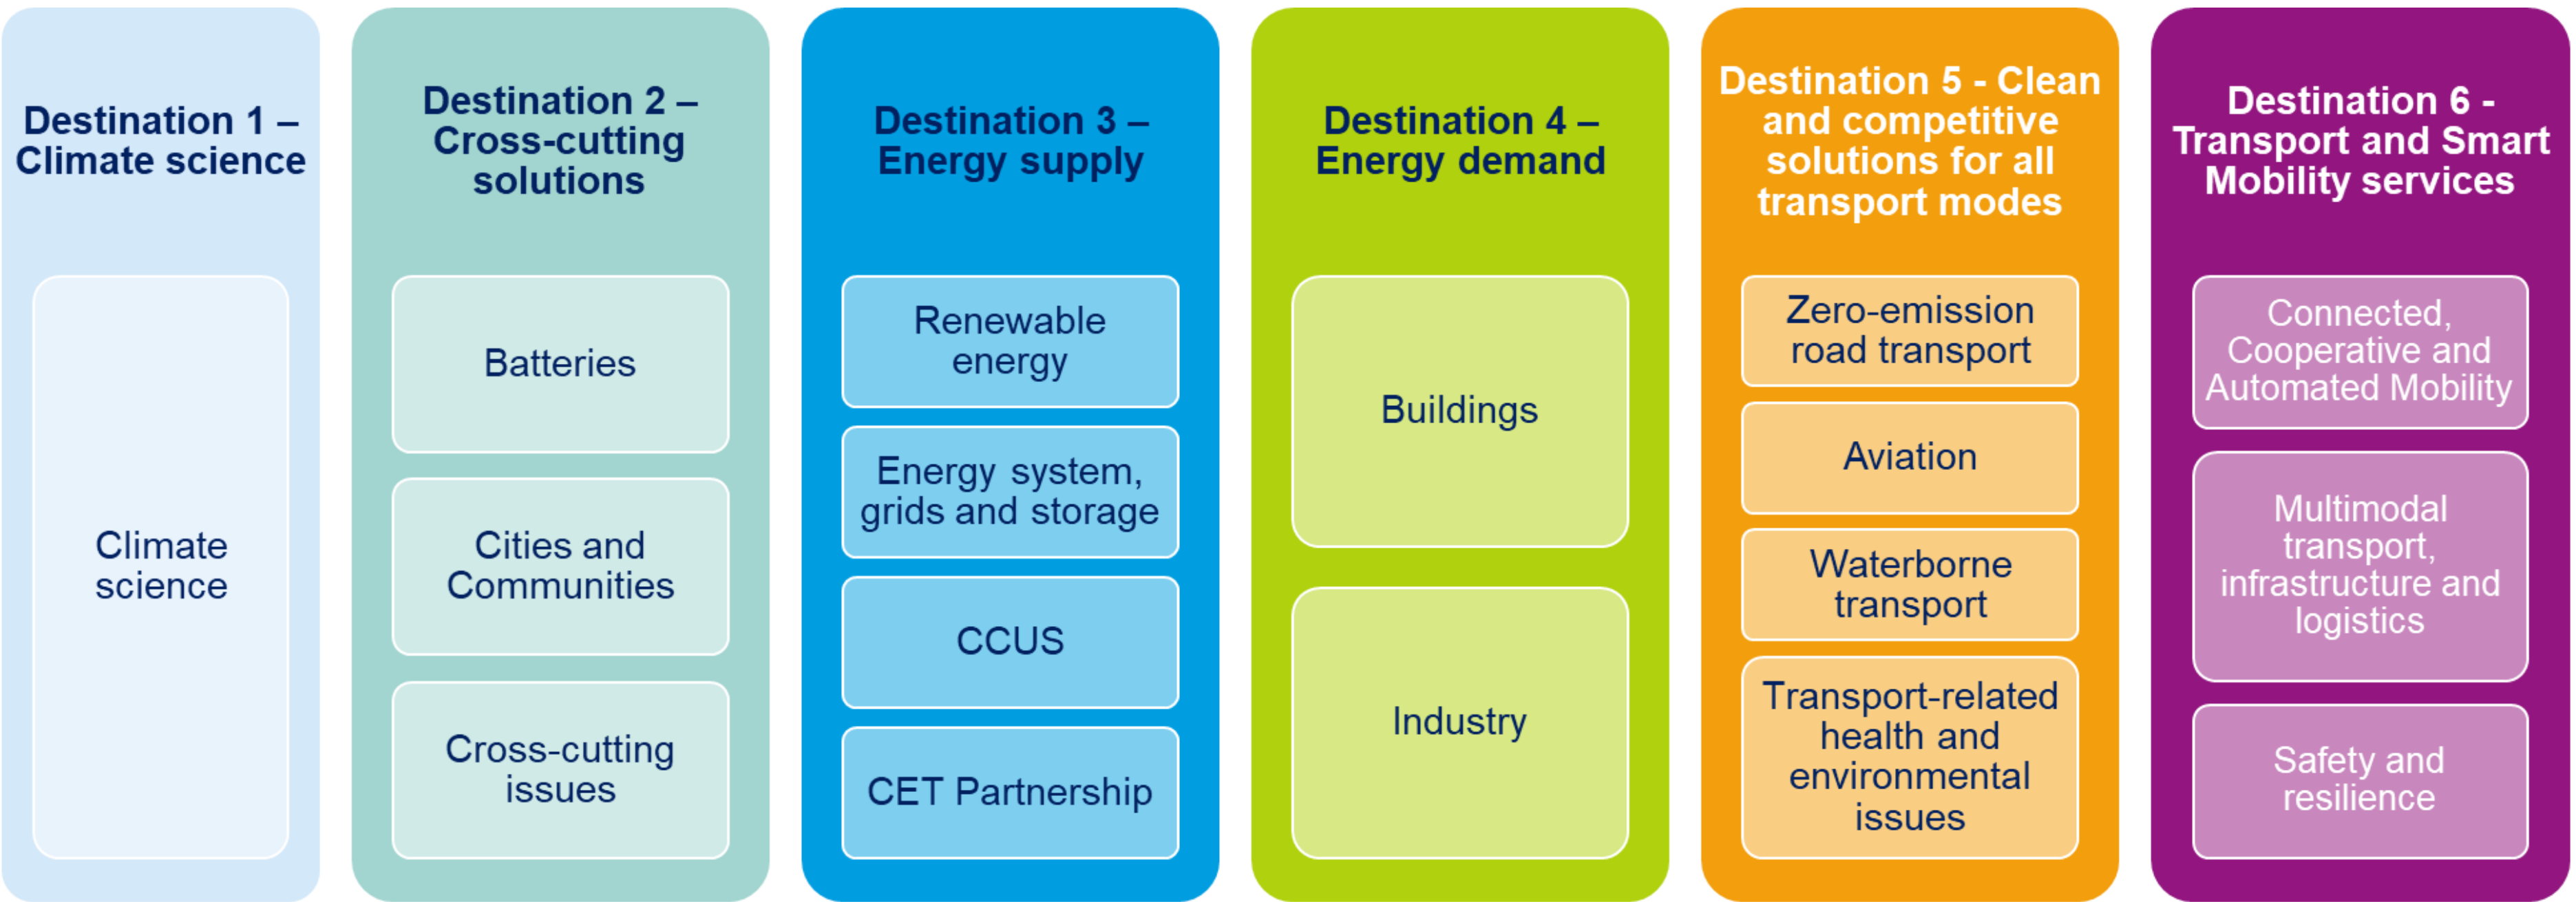 Destination 1 –
Climate science
Climate
science
Destination 2 –
Cross-cutting
solutions
Batteries
Cities and
Communities
Cross-cutting
issues
Destination 3 –
Energy supply
Renewable
energy
Energy system,
grids and storage
CCUS
CET Partnership
Destination 4 –
Energy demand
Buildings
Industry
Destination 5 - Clean
and competitive
solutions for all
transport modes
Zero-emission
road transport
Aviation
Waterborne
transport
Transport-related
health and
environmental
issues
Destination 6 -
Transport and Smart
Mobility services
Connected,
Cooperative and
Automated Mobility
Multimodal
transport,
infrastructure and
logistics
Safety and
resilience